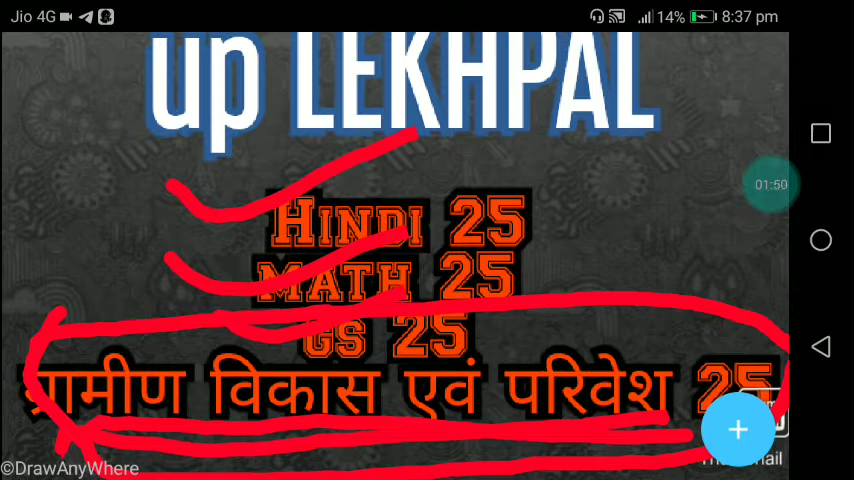 Jio 4G 14% 8:37 pm
up LEKHPAL
01:50
HINDI 25
MATH 25
GS 25
ग्रामीण विकास एवं परिवेश 25
©DrawAnyWhere